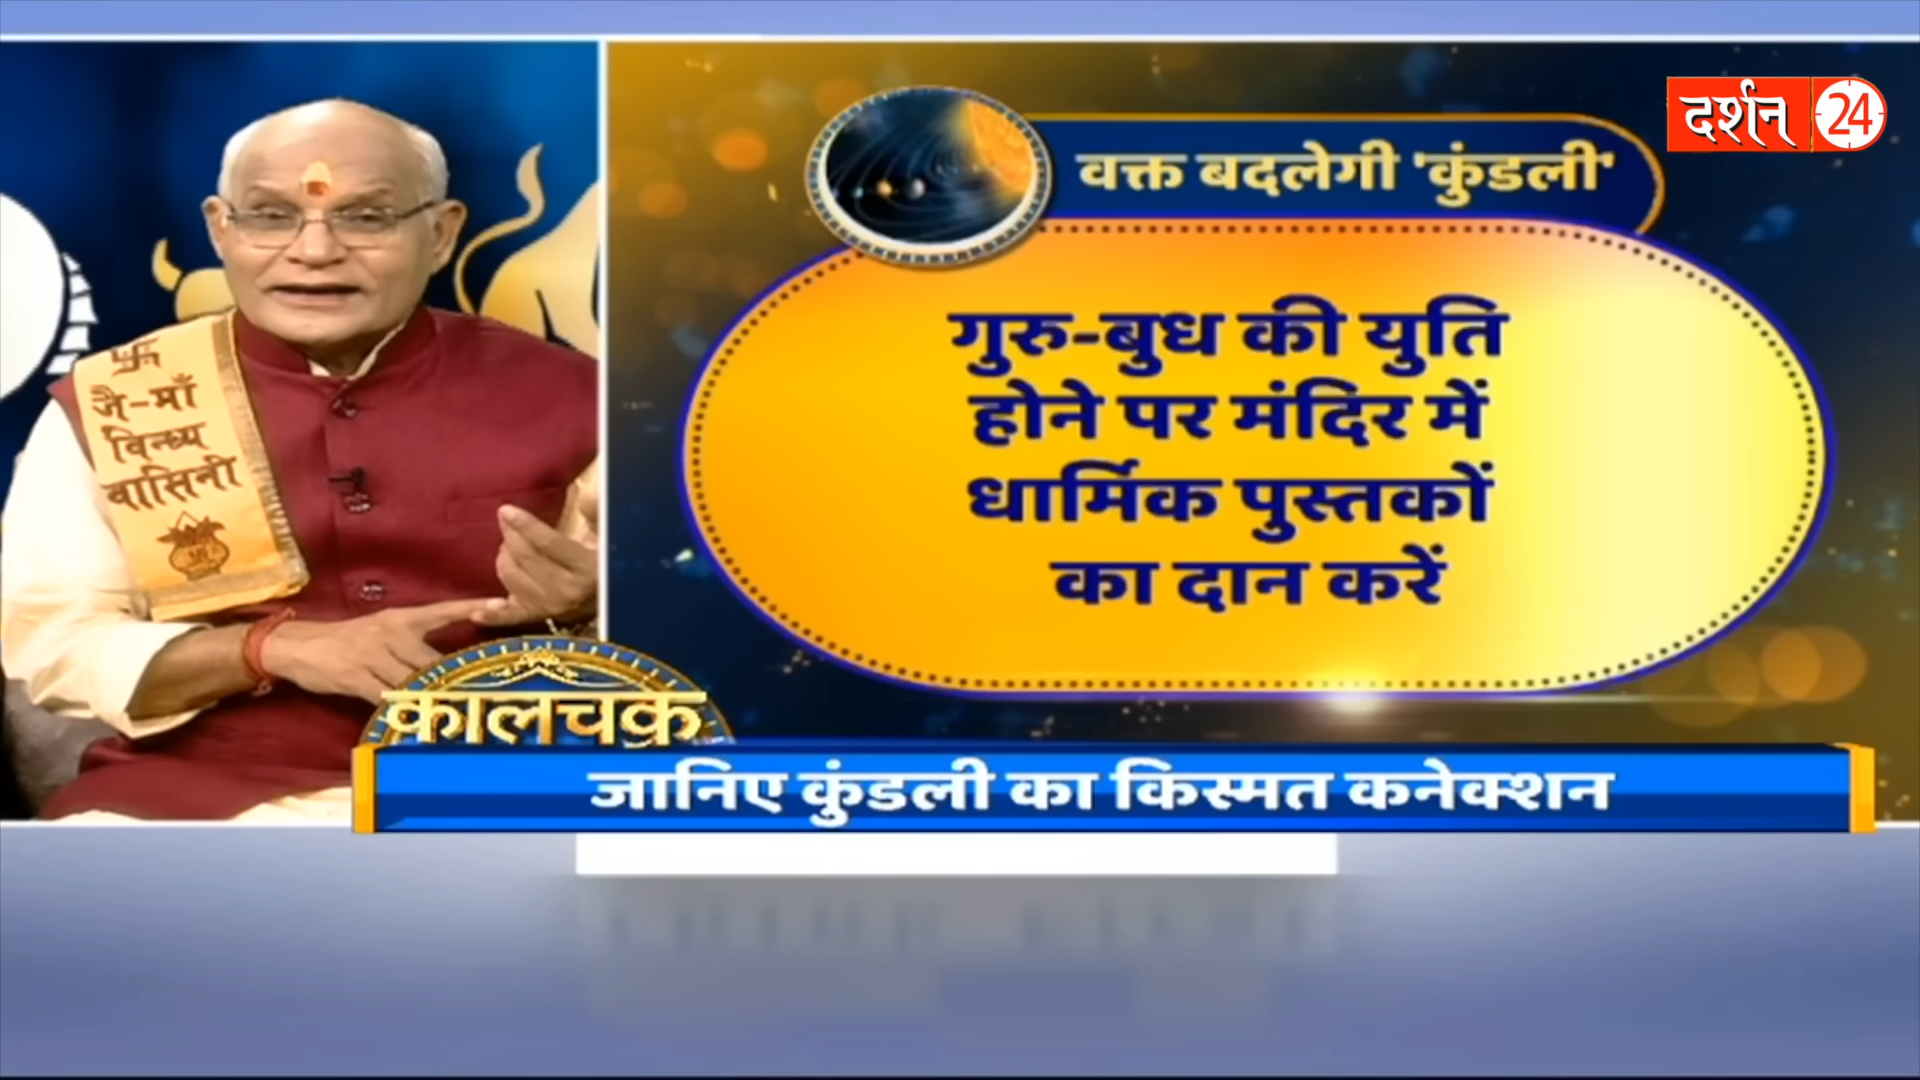 दर्शन 24
वक्त बदलेगी 'कुंडली'
गुरु-बुध की युति
होने पर मंदिर में
धार्मिक पुस्तकों
का दान करें
जै-माँ
विन्ध्य
वासिनी
कालचक्र
जानिए कुंडली का किस्मत कनेक्शन